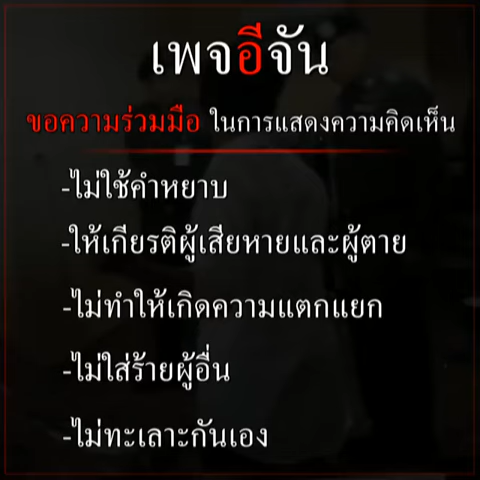 เพจอีจัน
ขอความร่วมมือ ในการแสดงความคิดเห็น
-ไม่ใช้คำหยาบ
-ให้เกียรติผู้เสียหายและผู้ตาย
-ไม่ทำให้เกิดความแตกแยก
-ไม่ใส่ร้ายผู้อื่น
-ไม่ทะเลาะกันเอง